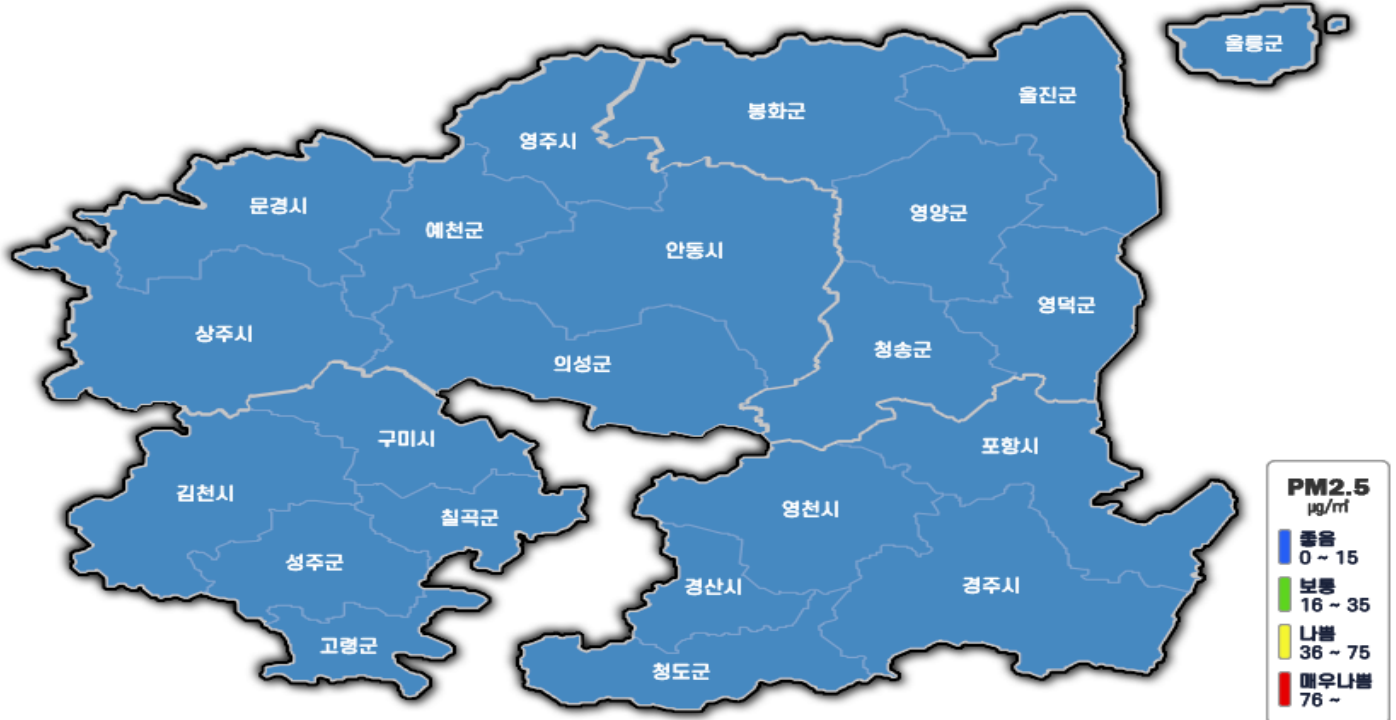 울릉군
울진군
봉화군
영주시
문경시
영양군
예천군
안동시
영덕군
상주시
청송군
의성군
구미시
포항시
김천시
영천시
칠곡군
성주군
경산시
경주시
고령군
청도군
PM2.5
㎍/㎥
좋음
0 ~ 15
보통
16 ~ 35
나쁨
36 ~ 75
매우나쁨
76 ~